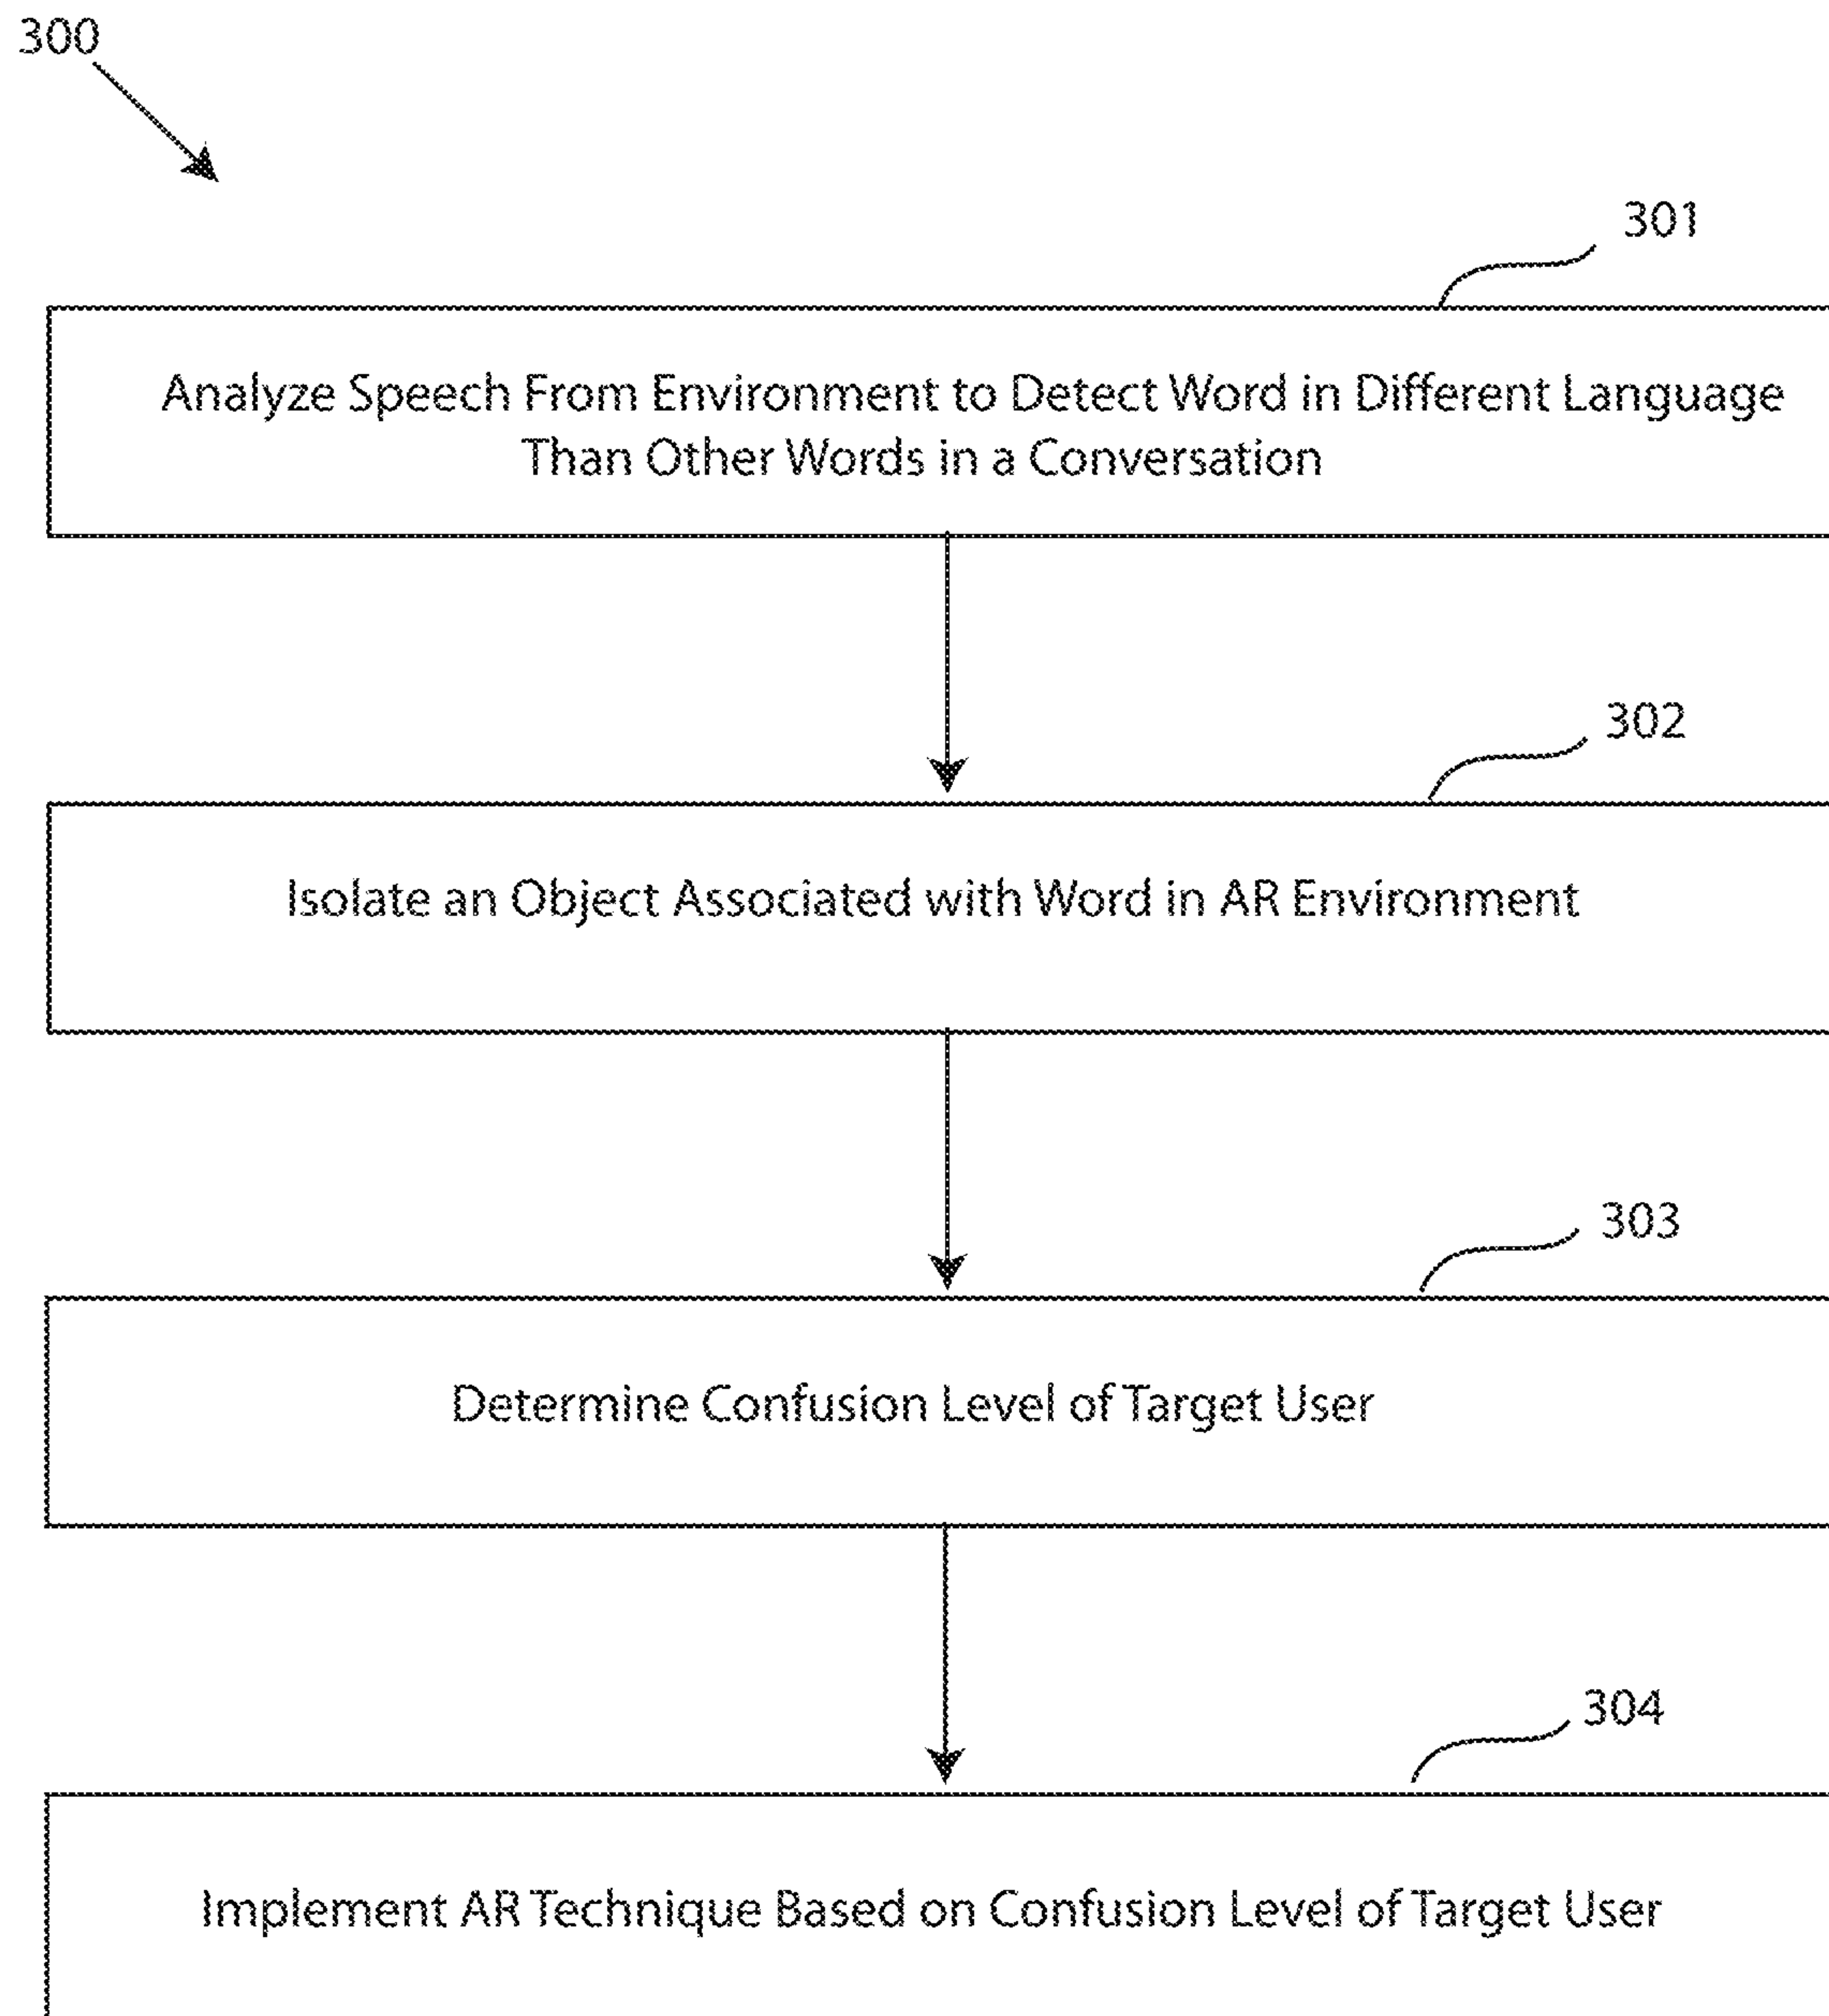 300
301
Analyze Speech From Environment to Detect Word in Different Language
Than Other Words in a Conversation
302
Isolate an Object Associated with Word in AR Environment
303
Determine Confusion Level of Target User
304
Implement AR Technique Based on Confusion Level of Target User